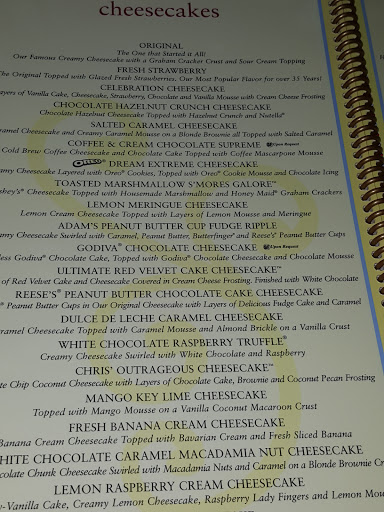 cheesecakes
ORIGINAL
The One that Started it All!
Our Famous Creamy Cheesecake with a Graham Cracker Crust and Sour Cream Topping
FRESH STRAWBERRY
The Original Topped with Glazed Fresh Strawberries. Our Most Popular Flavor for over 35 Years!
CELEBRATION CHEESECAKE
Layers of Vanilla Cake, Cheesecake, Strawberry, Chocolate and Vanilla Mousse with Cream Cheese Frosting
CHOCOLATE HAZELNUT CRUNCH CHEESECAKE
Chocolate Hazelnut Cheesecake Topped with Hazelnut Crunch and Nutella®
SALTED CARAMEL CHEESECAKE
Caramel Cheesecake and Creamy Caramel Mousse on a Blonde Brownie all Topped with Salted Caramel
COFFEE & CREAM CHOCOLATE SUPREME Upon Request
Cold Brew Coffee Cheesecake and Chocolate Cake Topped with Coffee Mascarpone Mousse
OREO® DREAM EXTREME CHEESECAKE
Creamy Cheesecake Layered with Oreo® Cookies, Topped with Oreo® Cookie Mousse and Chocolate Icing
TOASTED MARSHMALLOW S'MORES GALORE™
Hershey's® Cheesecake Topped with Housemade Marshmallow and Honey Maid® Graham Crackers
LEMON MERINGUE CHEESECAKE
Lemon Cream Cheesecake Topped with Layers of Lemon Mousse and Meringue
ADAM'S PEANUT BUTTER CUP FUDGE RIPPLE
Creamy Cheesecake Swirled with Caramel, Peanut Butter, Butterfinger® and Reese's® Peanut Butter Cups
GODIVA® CHOCOLATE CHEESECAKE Upon Request
less Godiva® Chocolate Cake, Topped with Godiva® Chocolate Cheesecake and Chocolate Mousse
ULTIMATE RED VELVET CAKE CHEESECAKE™
of Red Velvet Cake and Cheesecake Covered in Cream Cheese Frosting. Finished with White Chocolate
REESE'S® PEANUT BUTTER CHOCOLATE CAKE CHEESECAKE
® Peanut Butter Cups in Our Original Cheesecake with Layers of Delicious Fudge Cake and Caramel
DULCE DE LECHE CARAMEL CHEESECAKE
Caramel Cheesecake Topped with Caramel Mousse and Almond Brickle on a Vanilla Crust
WHITE CHOCOLATE RASPBERRY TRUFFLE®
Creamy Cheesecake Swirled with White Chocolate and Raspberry
CHRIS' OUTRAGEOUS CHEESECAKE™
te Chip Coconut Cheesecake with Layers of Chocolate Cake, Brownie and Coconut Pecan Frosting
MANGO KEY LIME CHEESECAKE
Topped with Mango Mousse on a Vanilla Coconut Macaroon Crust
FRESH BANANA CREAM CHEESECAKE
Banana Cream Cheesecake Topped with Bavarian Cream and Fresh Sliced Banana
WHITE CHOCOLATE CARAMEL MACADAMIA NUT CHEESECAKE
ocolate Chunk Cheesecake Swirled with Macadamia Nuts and Caramel on a Blonde Brownie Cr
LEMON RASPBERRY CREAM CHEESECAKE
y-Vanilla Cake, Creamy Lemon Cheesecake, Raspberry Lady Fingers and Lemon Mou